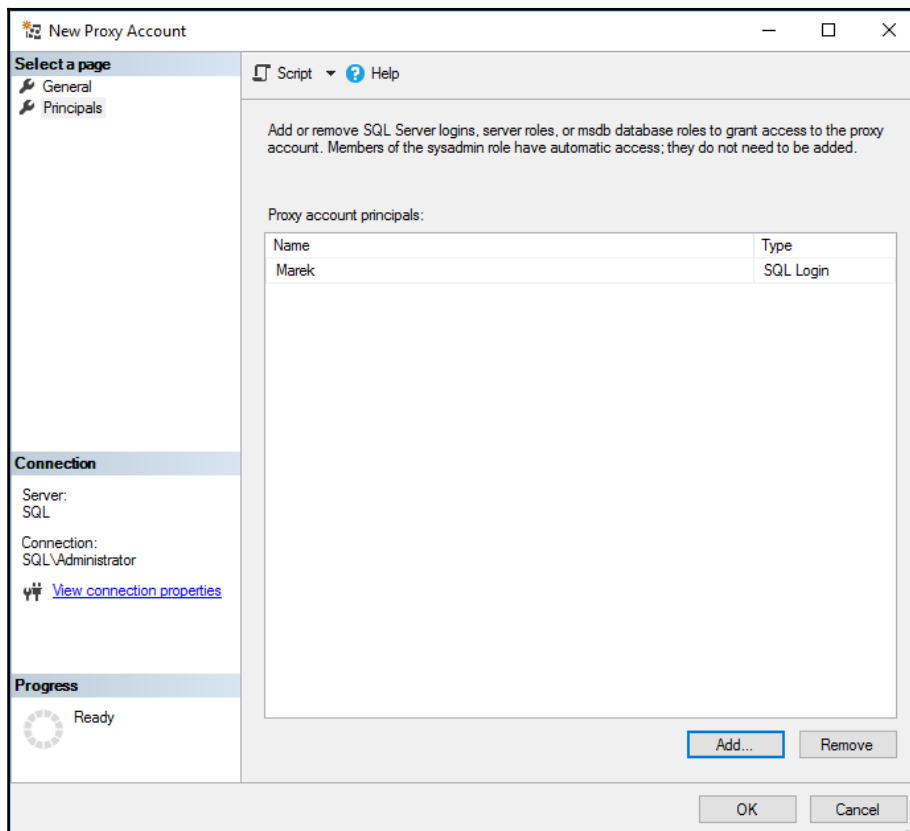 New Proxy Account
Select a page
General
Principals
Script
Help
Add or remove SQL Server logins, server roles, or msdb database roles to grant access to the proxy
account. Members of the sysadmin role have automatic access; they do not need to be added.
Proxy account principals:
Name Type
Marek SQL Login
Connection
Server:
SQL
Connection:
SQL\Administrator
View connection properties
Progress
Ready
Add... Remove
OK Cancel